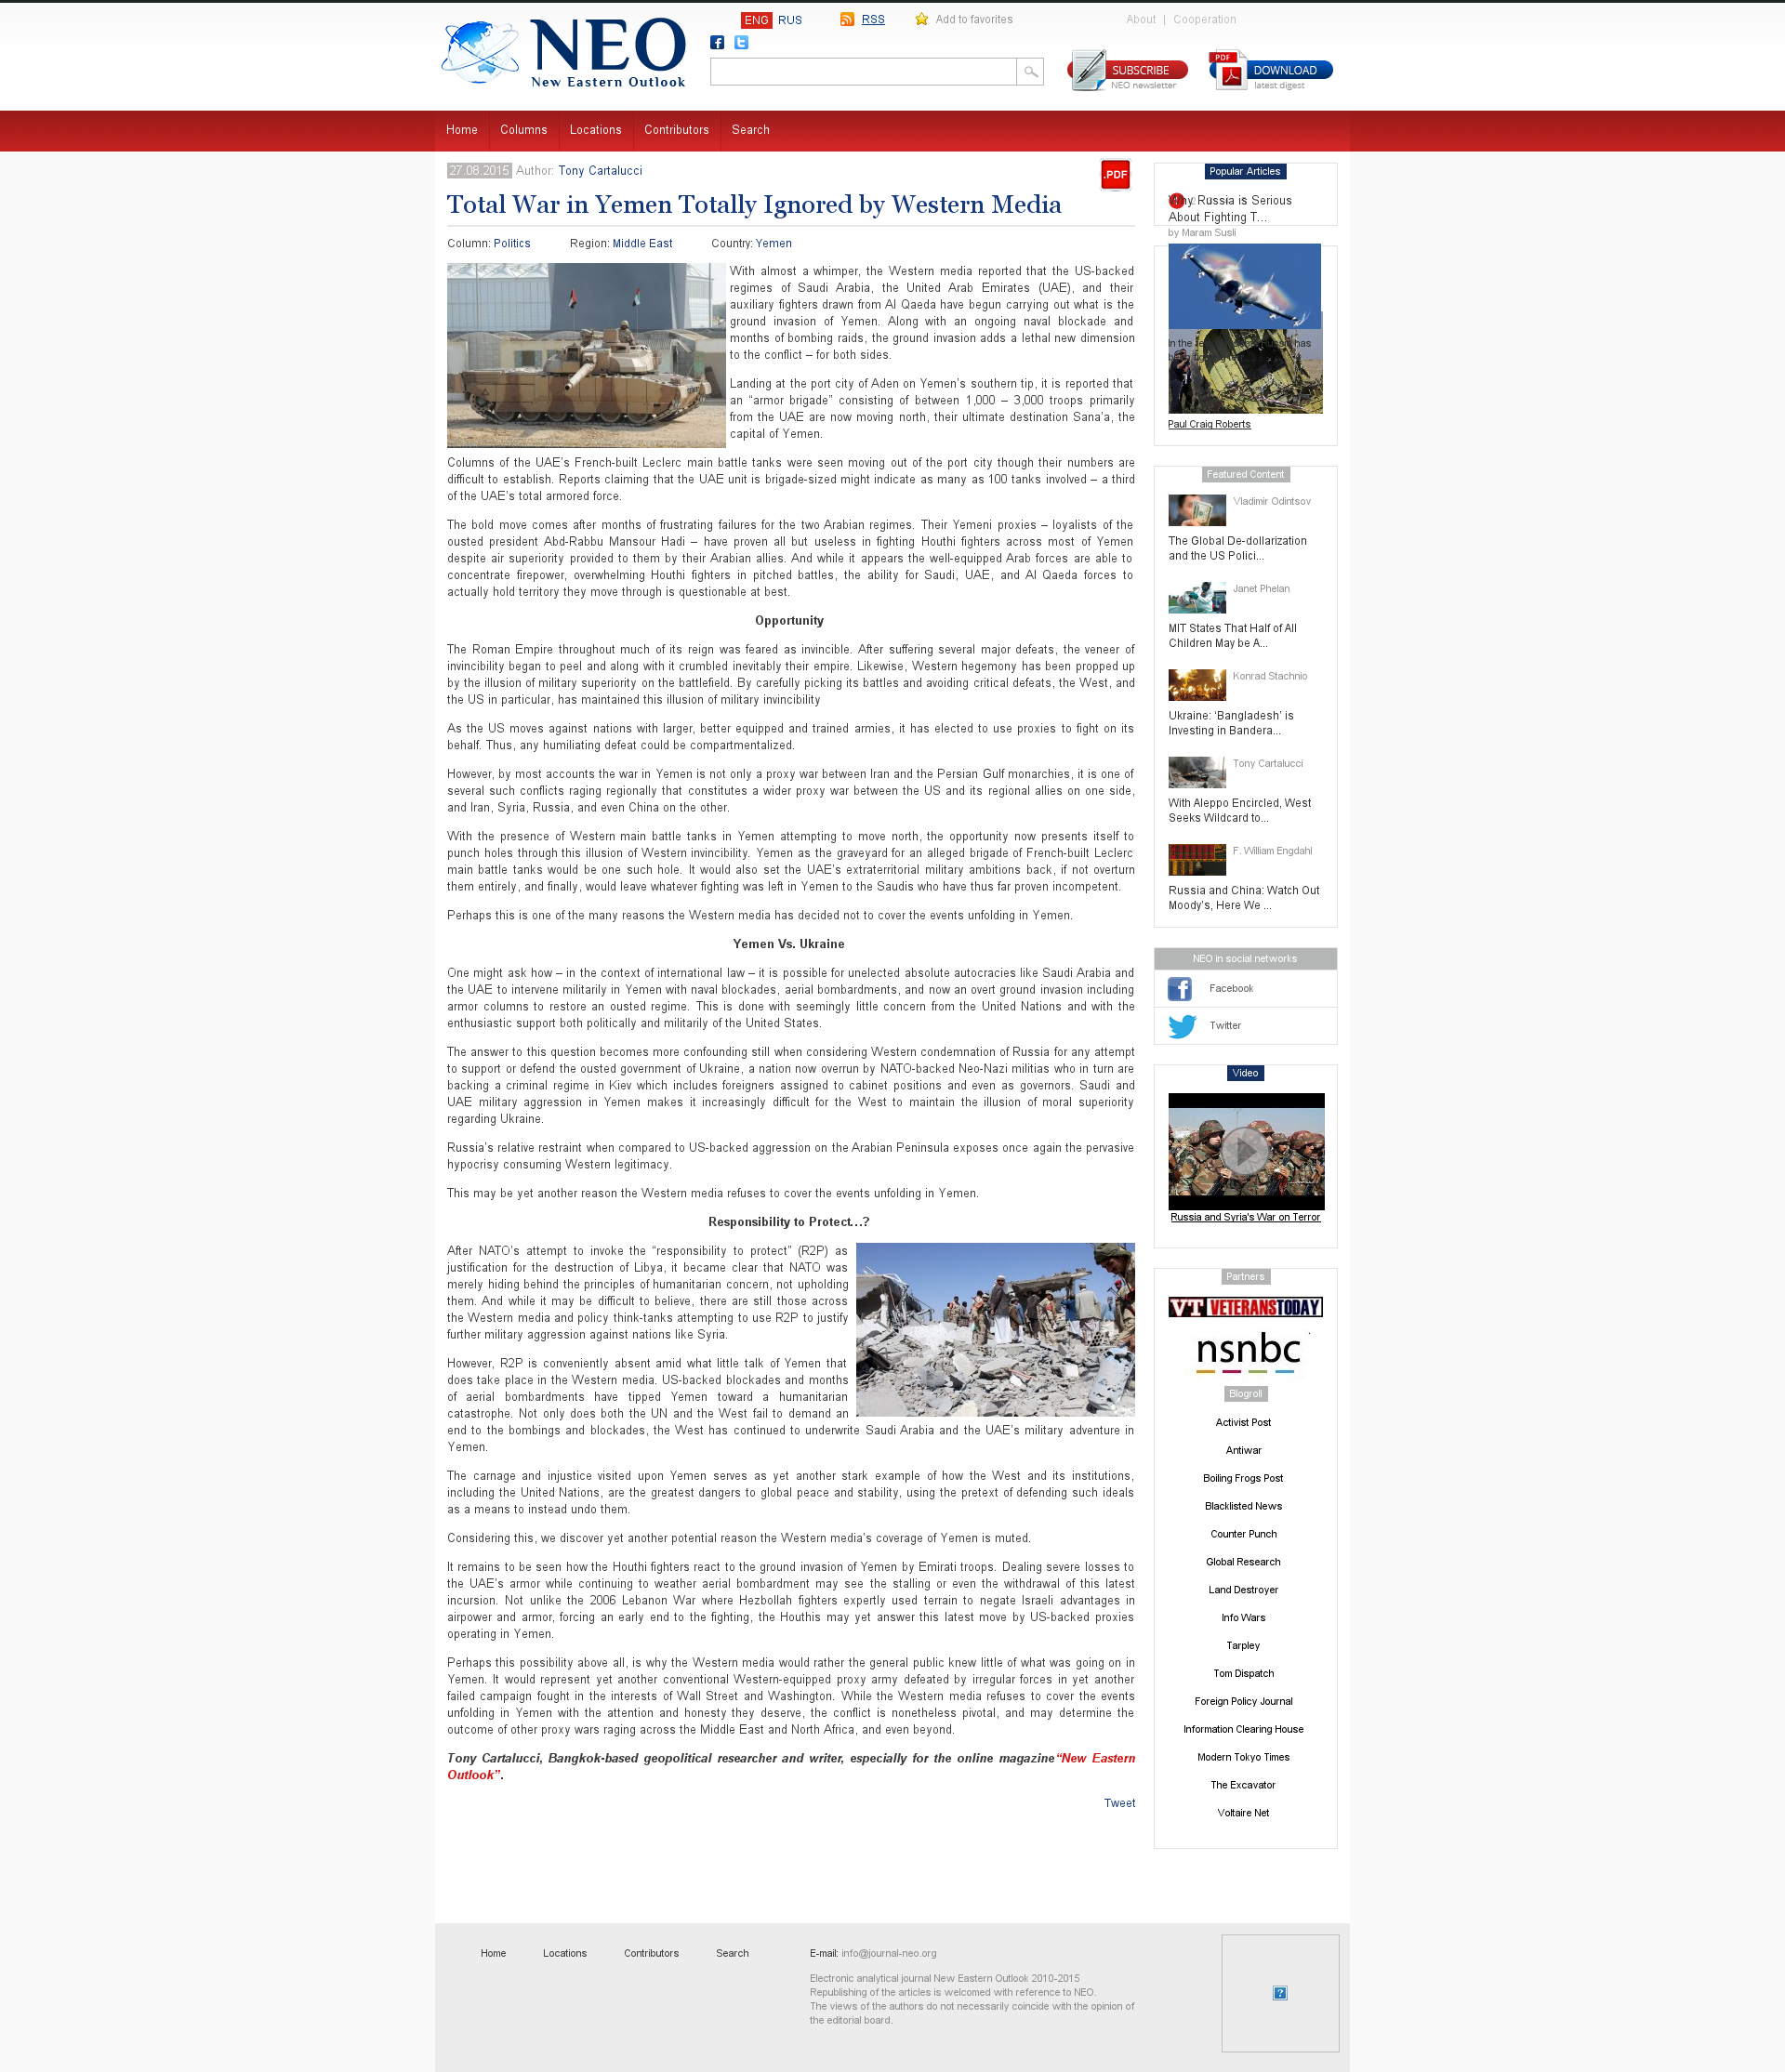 ENG RUS RSS Add to favorites About | Cooperation
NEO
New Eastern Outlook
SUBSCRIBE
NEO newsletter
PDF
DOWNLOAD
latest digest
Home Columns Locations Contributors Search
27.08.2015 Author: Tony Cartalucci
.PDF
Total War in Yemen Totally Ignored by Western Media
Column: Politics Region: Middle East Country: Yemen
With almost a whimper, the Western media reported that the US-backed
regimes of Saudi Arabia, the United Arab Emirates (UAE), and their
auxiliary fighters drawn from Al Qaeda have begun carrying out what is the
ground invasion of Yemen. Along with an ongoing naval blockade and
months of bombing raids, the ground invasion adds a lethal new dimension
to the conflict – for both sides.
Landing at the port city of Aden on Yemen’s southern tip, it is reported that
an “armor brigade” consisting of between 1,000 – 3,000 troops primarily
from the UAE are now moving north, their ultimate destination Sana’a, the
capital of Yemen.
Columns of the UAE’s French-built Leclerc main battle tanks were seen moving out of the port city though their numbers are
difficult to establish. Reports claiming that the UAE unit is brigade-sized might indicate as many as 100 tanks involved – a third
of the UAE’s total armored force.
The bold move comes after months of frustrating failures for the two Arabian regimes. Their Yemeni proxies – loyalists of the
ousted president Abd-Rabbu Mansour Hadi – have proven all but useless in fighting Houthi fighters across most of Yemen
despite air superiority provided to them by their Arabian allies. And while it appears the well-equipped Arab forces are able to
concentrate firepower, overwhelming Houthi fighters in pitched battles, the ability for Saudi, UAE, and Al Qaeda forces to
actually hold territory they move through is questionable at best.
Opportunity
The Roman Empire throughout much of its reign was feared as invincible. After suffering several major defeats, the veneer of
invincibility began to peel and along with it crumbled inevitably their empire. Likewise, Western hegemony has been propped up
by the illusion of military superiority on the battlefield. By carefully picking its battles and avoiding critical defeats, the West, and
the US in particular, has maintained this illusion of military invincibility
As the US moves against nations with larger, better equipped and trained armies, it has elected to use proxies to fight on its
behalf. Thus, any humiliating defeat could be compartmentalized.
However, by most accounts the war in Yemen is not only a proxy war between Iran and the Persian Gulf monarchies, it is one of
several such conflicts raging regionally that constitutes a wider proxy war between the US and its regional allies on one side,
and Iran, Syria, Russia, and even China on the other.
With the presence of Western main battle tanks in Yemen attempting to move north, the opportunity now presents itself to
punch holes through this illusion of Western invincibility. Yemen as the graveyard for an alleged brigade of French-built Leclerc
main battle tanks would be one such hole. It would also set the UAE’s extraterritorial military ambitions back, if not overturn
them entirely, and finally, would leave whatever fighting was left in Yemen to the Saudis who have thus far proven incompetent.
Perhaps this is one of the many reasons the Western media has decided not to cover the events unfolding in Yemen.
Yemen Vs. Ukraine
One might ask how – in the context of international law – it is possible for unelected absolute autocracies like Saudi Arabia and
the UAE to intervene militarily in Yemen with naval blockades, aerial bombardments, and now an overt ground invasion including
armor columns to restore an ousted regime. This is done with seemingly little concern from the United Nations and with the
enthusiastic support both politically and militarily of the United States.
The answer to this question becomes more confounding still when considering Western condemnation of Russia for any attempt
to support or defend the ousted government of Ukraine, a nation now overrun by NATO-backed Neo-Nazi militias who in turn are
backing a criminal regime in Kiev which includes foreigners assigned to cabinet positions and even as governors. Saudi and
UAE military aggression in Yemen makes it increasingly difficult for the West to maintain the illusion of moral superiority
regarding Ukraine.
Russia’s relative restraint when compared to US-backed aggression on the Arabian Peninsula exposes once again the pervasive
hypocrisy consuming Western legitimacy.
This may be yet another reason the Western media refuses to cover the events unfolding in Yemen.
Responsibility to Protect…?
After NATO’s attempt to invoke the “responsibility to protect” (R2P) as
justification for the destruction of Libya, it became clear that NATO was
merely hiding behind the principles of humanitarian concern, not upholding
them. And while it may be difficult to believe, there are still those across
the Western media and policy think-tanks attempting to use R2P to justify
further military aggression against nations like Syria.
However, R2P is conveniently absent amid what little talk of Yemen that
does take place in the Western media. US-backed blockades and months
of aerial bombardments have tipped Yemen toward a humanitarian
catastrophe. Not only does both the UN and the West fail to demand an
end to the bombings and blockades, the West has continued to underwrite Saudi Arabia and the UAE’s military adventure in
Yemen.
The carnage and injustice visited upon Yemen serves as yet another stark example of how the West and its institutions,
including the United Nations, are the greatest dangers to global peace and stability, using the pretext of defending such ideals
as a means to instead undo them.
Considering this, we discover yet another potential reason the Western media’s coverage of Yemen is muted.
It remains to be seen how the Houthi fighters react to the ground invasion of Yemen by Emirati troops. Dealing severe losses to
the UAE’s armor while continuing to weather aerial bombardment may see the stalling or even the withdrawal of this latest
incursion. Not unlike the 2006 Lebanon War where Hezbollah fighters expertly used terrain to negate Israeli advantages in
airpower and armor, forcing an early end to the fighting, the Houthis may yet answer this latest move by US-backed proxies
operating in Yemen.
Perhaps this possibility above all, is why the Western media would rather the general public knew little of what was going on in
Yemen. It would represent yet another conventional Western-equipped proxy army defeated by irregular forces in yet another
failed campaign fought in the interests of Wall Street and Washington. While the Western media refuses to cover the events
unfolding in Yemen with the attention and honesty they deserve, the conflict is nonetheless pivotal, and may determine the
outcome of other proxy wars raging across the Middle East and North Africa, and even beyond.
Tony Cartalucci, Bangkok-based geopolitical researcher and writer, especially for the online magazine“New Eastern
Outlook”.
Tweet
Popular Articles
Why Russia is Serious
About Fighting T...
by Maram Susli
In the
has
Paul Craig Roberts
Featured Content
Vladimir Odintsov
The Global De-dollarization
and the US Polici...
Janet Phelan
MIT States That Half of All
Children May be A...
Konrad Stachnio
Ukraine: ‘Bangladesh’ is
Investing in Bandera...
Tony Cartalucci
With Aleppo Encircled, West
Seeks Wildcard to...
F. William Engdahl
Russia and China: Watch Out
Moody’s, Here We ...
NEO in social networks
Facebook
Twitter
Video
Russia and Syria's War on Terror
Partners
VT VETERANSTODAY
nsnbc
Blogroll
Activist Post
Antiwar
Boiling Frogs Post
Blacklisted News
Counter Punch
Global Research
Land Destroyer
Info Wars
Tarpley
Tom Dispatch
Foreign Policy Journal
Information Clearing House
Modern Tokyo Times
The Excavator
Voltaire Net
Home Locations Contributors Search
E-mail: info@journal-neo.org
Electronic analytical journal New Eastern Outlook 2010-2015
Republishing of the articles is welcomed with reference to NEO.
The views of the authors do not necessarily coincide with the opinion of
the editorial board.